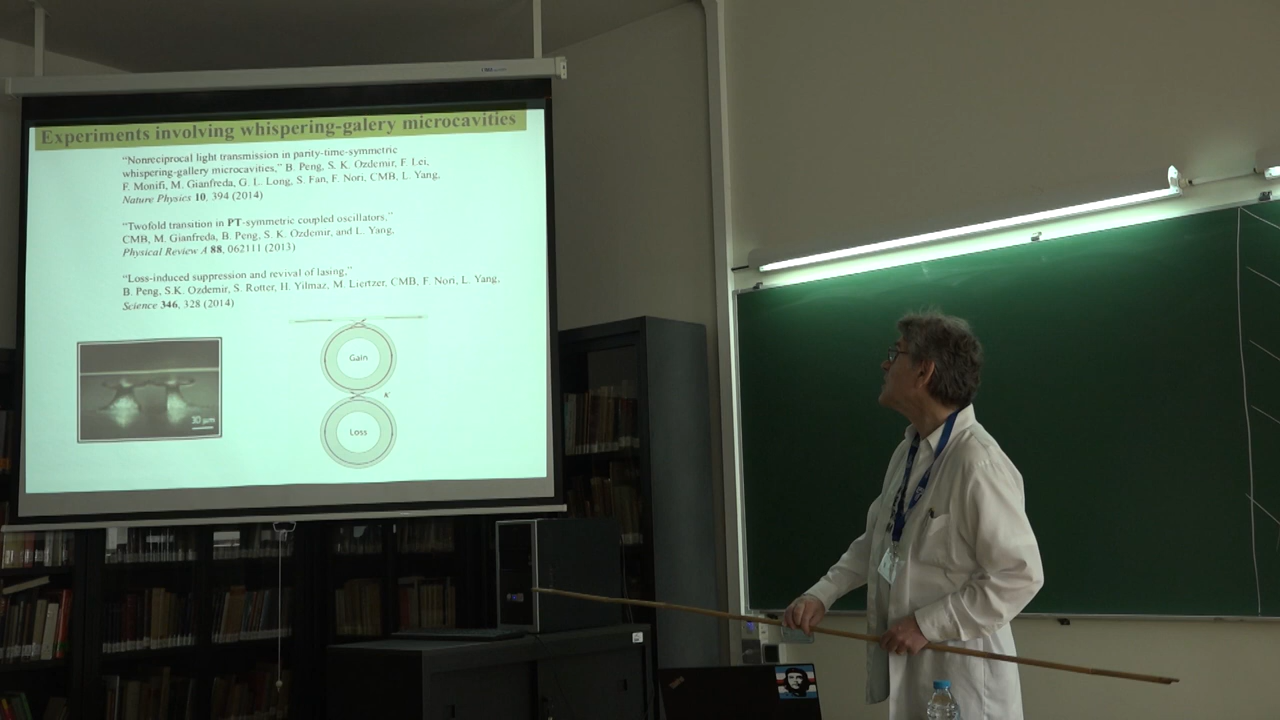 Experiments involving whispering-galery microcavities
“Nonreciprocal light transmission in parity-time-symmetric
whispering-gallery microcavities,” B. Peng, S. K. Ozdemir, F. Lei,
F. Monifi, M. Gianfreda, G. L. Long, S. Fan, F. Nori, CMB, L. Yang,
Nature Physics 10, 394 (2014)
“Twofold transition in PT-symmetric coupled oscillators,”
CMB, M. Gianfreda, B. Peng, S. K. Ozdemir, and L. Yang,
Physical Review A 88, 062111 (2013)
“Loss-induced suppression and revival of lasing,”
B. Peng, S.K. Ozdemir, S. Rotter, H. Yilmaz, M. Liertzer, CMB, F. Nori, L. Yang,
Science 346, 328 (2014)
Gain
κ
Loss
30 µm